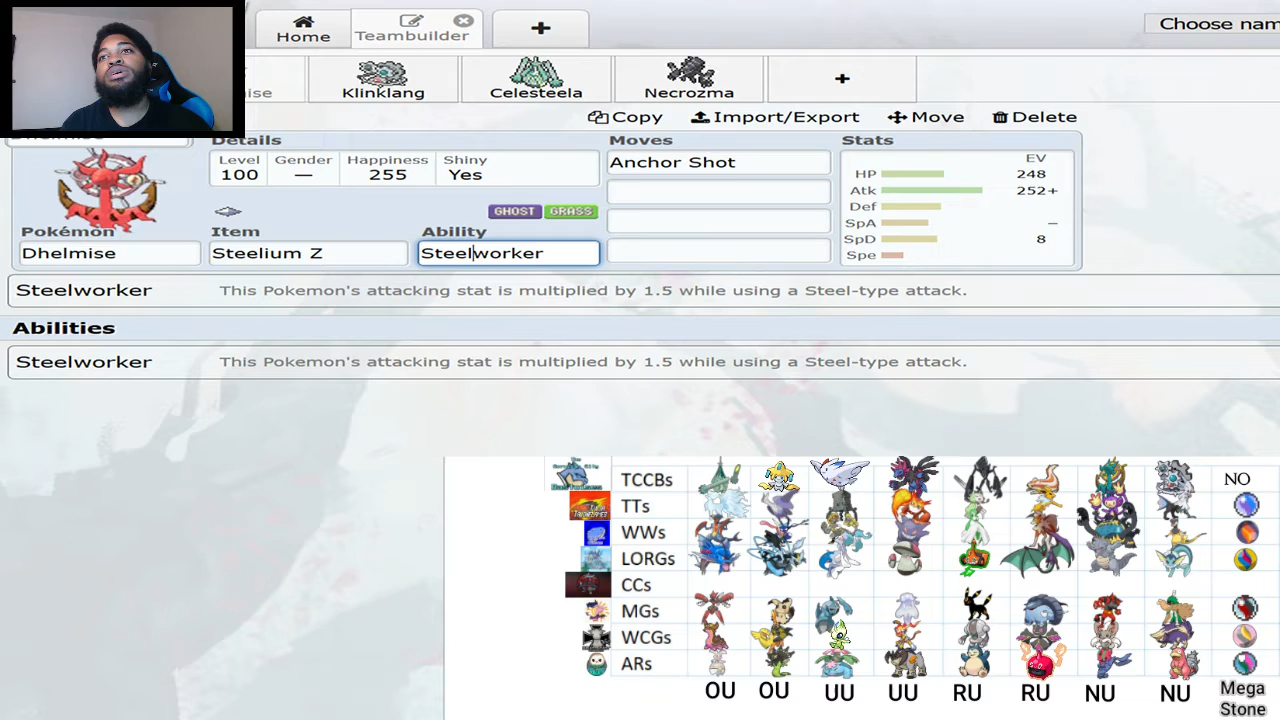 Home
Teambuilder
+
Choose nam
ise
Klinklang
Celesteela
Necrozma
+
Copy
Import/Export
Move
Delete
Details
Moves
Stats
Level
Gender
Happiness
Shiny
100
—
255
Yes
Anchor Shot
EV
HP
248
Atk
252+
Def
SpA
—
SpD
8
Spe
GHOST
GRASS
Pokémon
Item
Ability
Dhelmise
Steelium Z
Steelworker
Steelworker This Pokemon's attacking stat is multiplied by 1.5 while using a Steel-type attack.
Abilities
Steelworker This Pokemon's attacking stat is multiplied by 1.5 while using a Steel-type attack.
TCCBs
NO
TTs
WWs
LORGs
CCs
MGs
WCGs
ARs
OU OU UU UU RU RU NU NU Mega
Stone